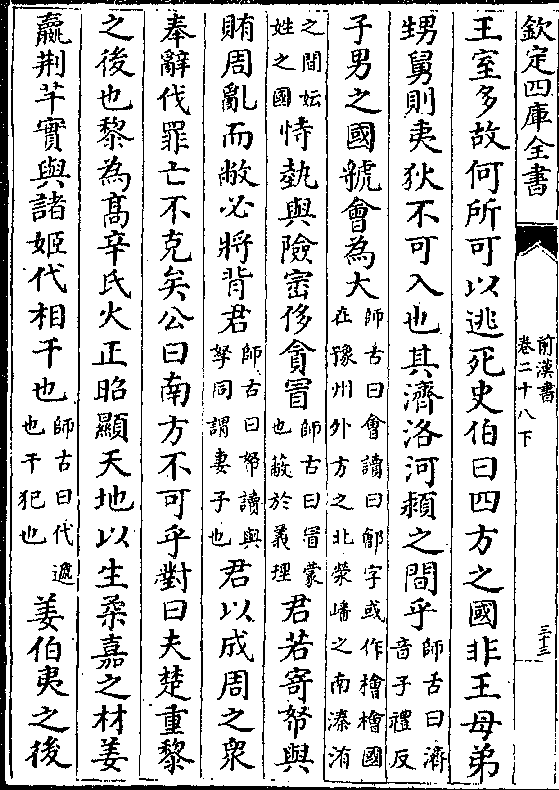 欽定四庫全書
前漢書
卷二十八下
三十三
王室多故何所可以逃死史伯曰四方之國非王母弟
甥舅則夷狄不可入也其濟洛河頴之間乎師古曰濟音子禮反
子男之國虢會為大師古曰會讀曰鄶字或作檜檜國在豫州外方之北滎嶓之南溱洧
之間妘姓之國恃埶與險崇侈貪冒師古曰冒蒙也蔽於義理君若寄帑與
賄周亂而敝必將背君師古曰帑讀與孥同謂妻子也君以成周之衆
奉辭伐罪亡不克矣公曰南方不可乎對曰夫楚重黎
之後也黎為髙辛氏火正昭顯天地以生柔嘉之材姜
嬴荆芊實與諸姬代相干也師古曰代遞也干犯也姜伯夷之後